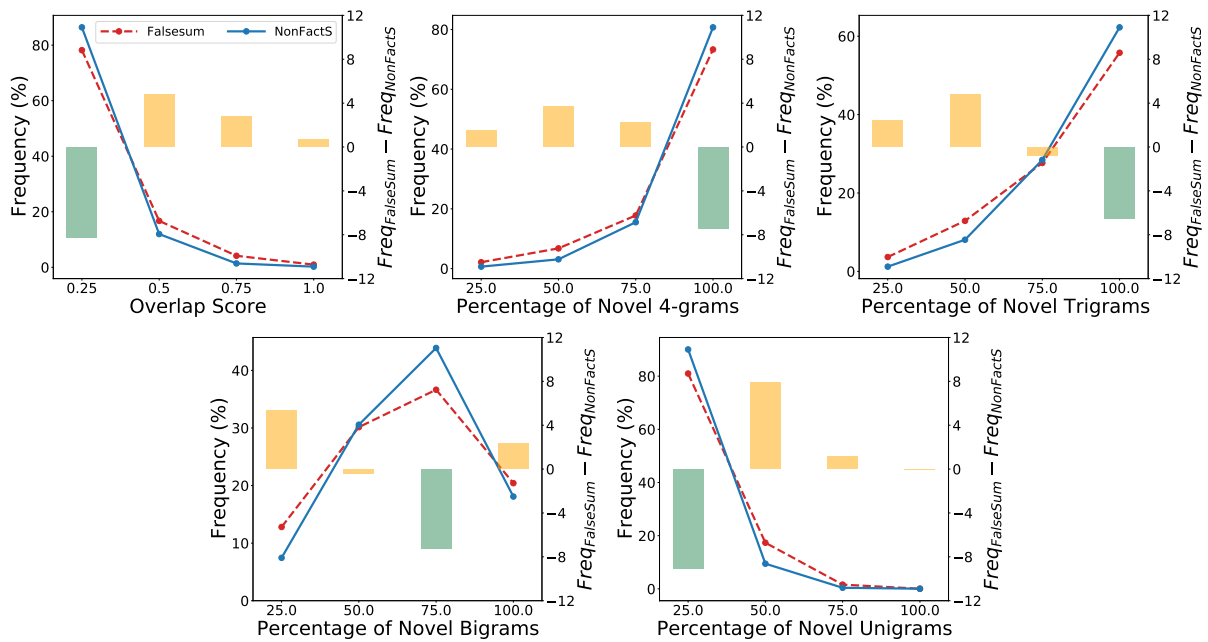 Falsesum NonFactS
Frequency (%)
80
60
40
20
0
12
8
4
0
−4
−8
−12
Freq_FalseSum − Freq_NonFactS
0.25 0.5 0.75 1.0
Overlap Score
Frequency (%)
80
60
40
20
0
12
8
4
0
−4
−8
−12
Freq_FalseSum − Freq_NonFactS
25.0 50.0 75.0 100.0
Percentage of Novel 4-grams
Frequency (%)
60
40
20
0
12
8
4
0
−4
−8
−12
Freq_FalseSum − Freq_NonFactS
25.0 50.0 75.0 100.0
Percentage of Novel Trigrams
Frequency (%)
40
30
20
10
0
12
8
4
0
−4
−8
−12
Freq_FalseSum − Freq_NonFactS
25.0 50.0 75.0 100.0
Percentage of Novel Bigrams
Frequency (%)
80
60
40
20
0
12
8
4
0
−4
−8
−12
Freq_FalseSum − Freq_NonFactS
25.0 50.0 75.0 100.0
Percentage of Novel Unigrams